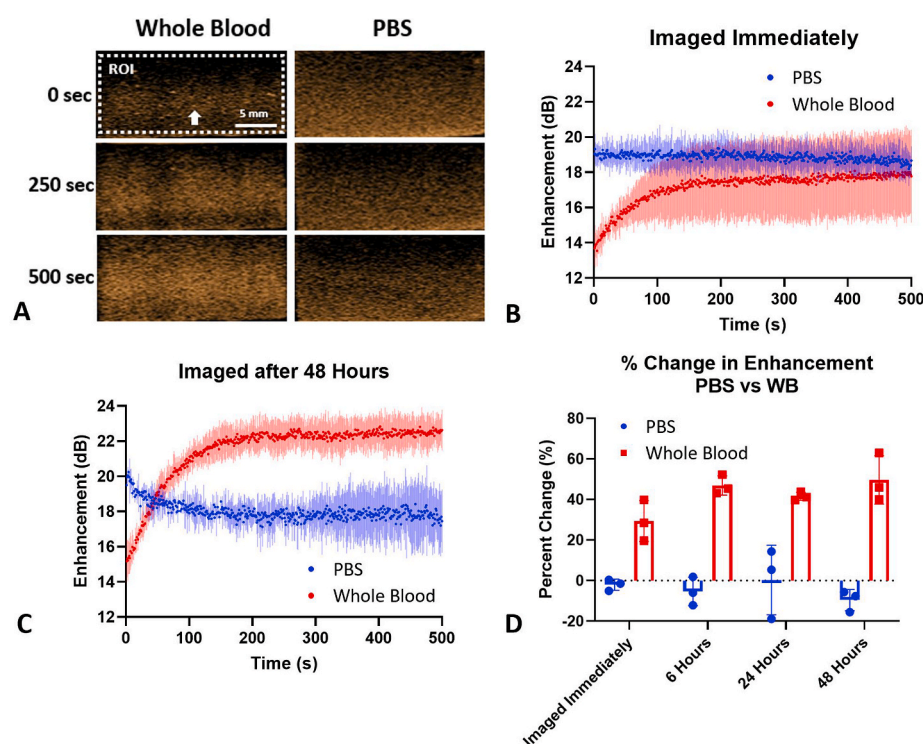 Whole Blood
PBS
0 sec
ROI
5 mm
250 sec
500 sec
A
Imaged Immediately
Enhancement (dB)
24
22
20
18
16
14
12
PBS
Whole Blood
0
100
200
300
400
500
Time (s)
B
Imaged after 48 Hours
Enhancement (dB)
24
22
20
18
16
14
12
PBS
Whole Blood
0
100
200
300
400
500
Time (s)
C
% Change in Enhancement
PBS vs WB
Percent Change (%)
80
60
40
20
0
-20
PBS
Whole Blood
Imaged Immediately
6 Hours
24 Hours
48 Hours
D